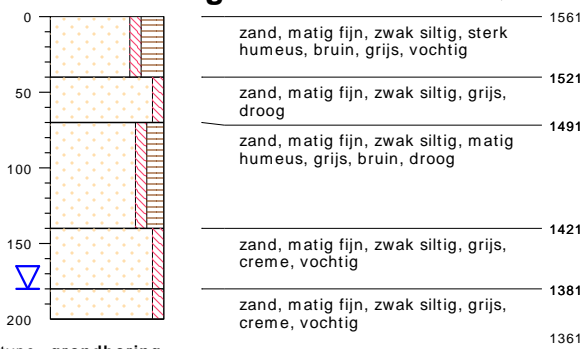 0
1561
zand, matig fijn, zwak siltig, sterk
humeus, bruin, grijs, vochtig
1521
50
zand, matig fijn, zwak siltig, grijs,
droog
1491
zand, matig fijn, zwak siltig, matig
humeus, grijs, bruin, droog
100
1421
150
zand, matig fijn, zwak siltig, grijs,
creme, vochtig
1381
zand, matig fijn, zwak siltig, grijs,
creme, vochtig
200
1361